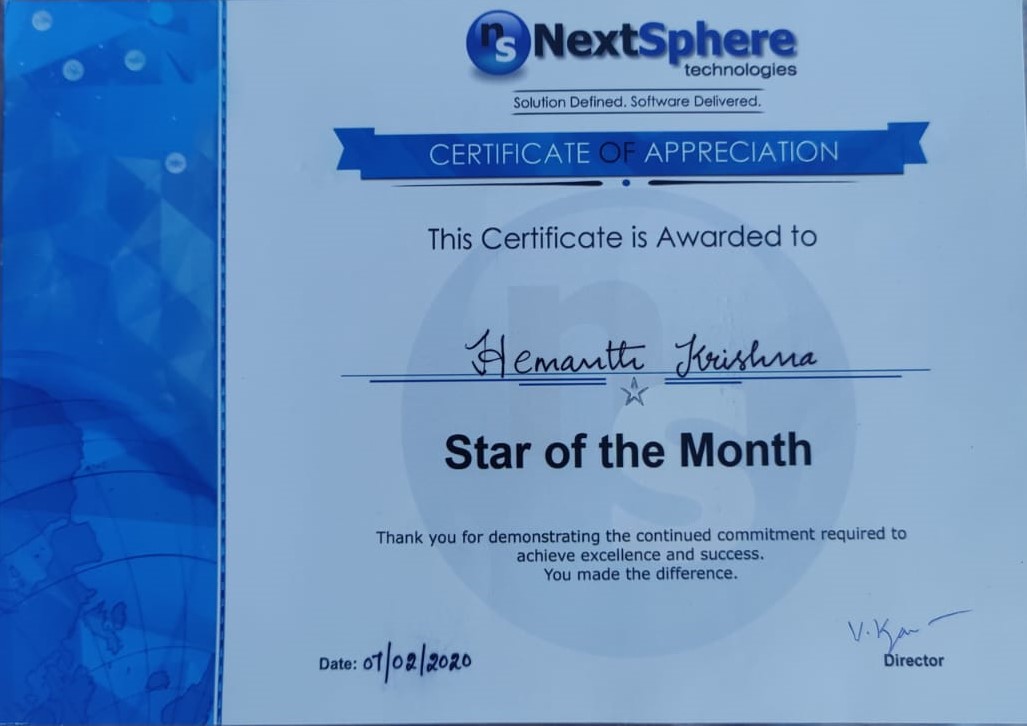 ns NextSphere
technologies
Solution Defined. Software Delivered.
CERTIFICATE OF APPRECIATION
This Certificate is Awarded to
Hemanth Krishna
Star of the Month
Thank you for demonstrating the continued commitment required to
achieve excellence and success.
You made the difference.
Date: 07/02/2020
Director